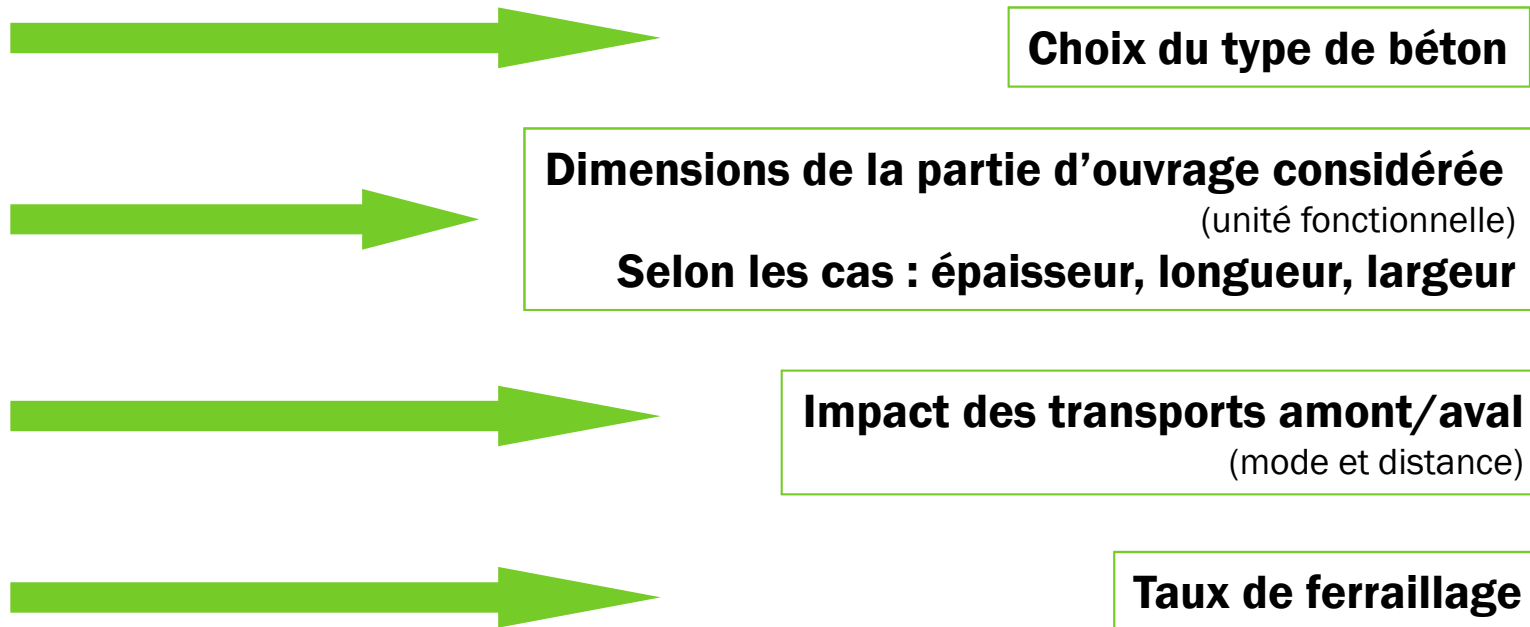 Choix du type de béton
Dimensions de la partie d’ouvrage considérée
(unité fonctionnelle)
Selon les cas : épaisseur, longueur, largeur
Impact des transports amont/aval
(mode et distance)
Taux de ferraillage